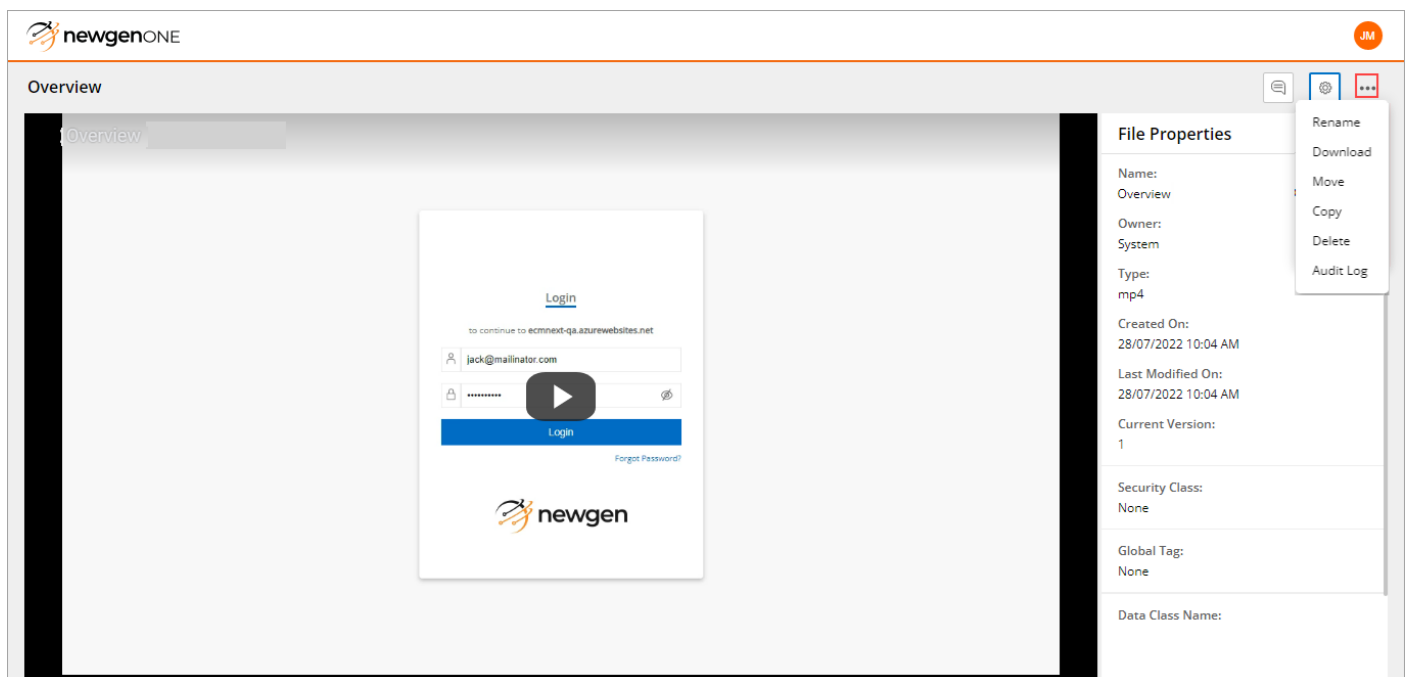 newgenONE
JM
Overview
Overview
Login
to continue to ecmnext-qa.azurewebsites.net
jack@mailinator.com
••••••••••
Login
Forgot Password?
newgen
File Properties
Name:
Overview
Owner:
System
Type:
mp4
Created On:
28/07/2022 10:04 AM
Last Modified On:
28/07/2022 10:04 AM
Current Version:
1
Security Class:
None
Global Tag:
None
Data Class Name:
Rename
Download
Move
Copy
Delete
Audit Log